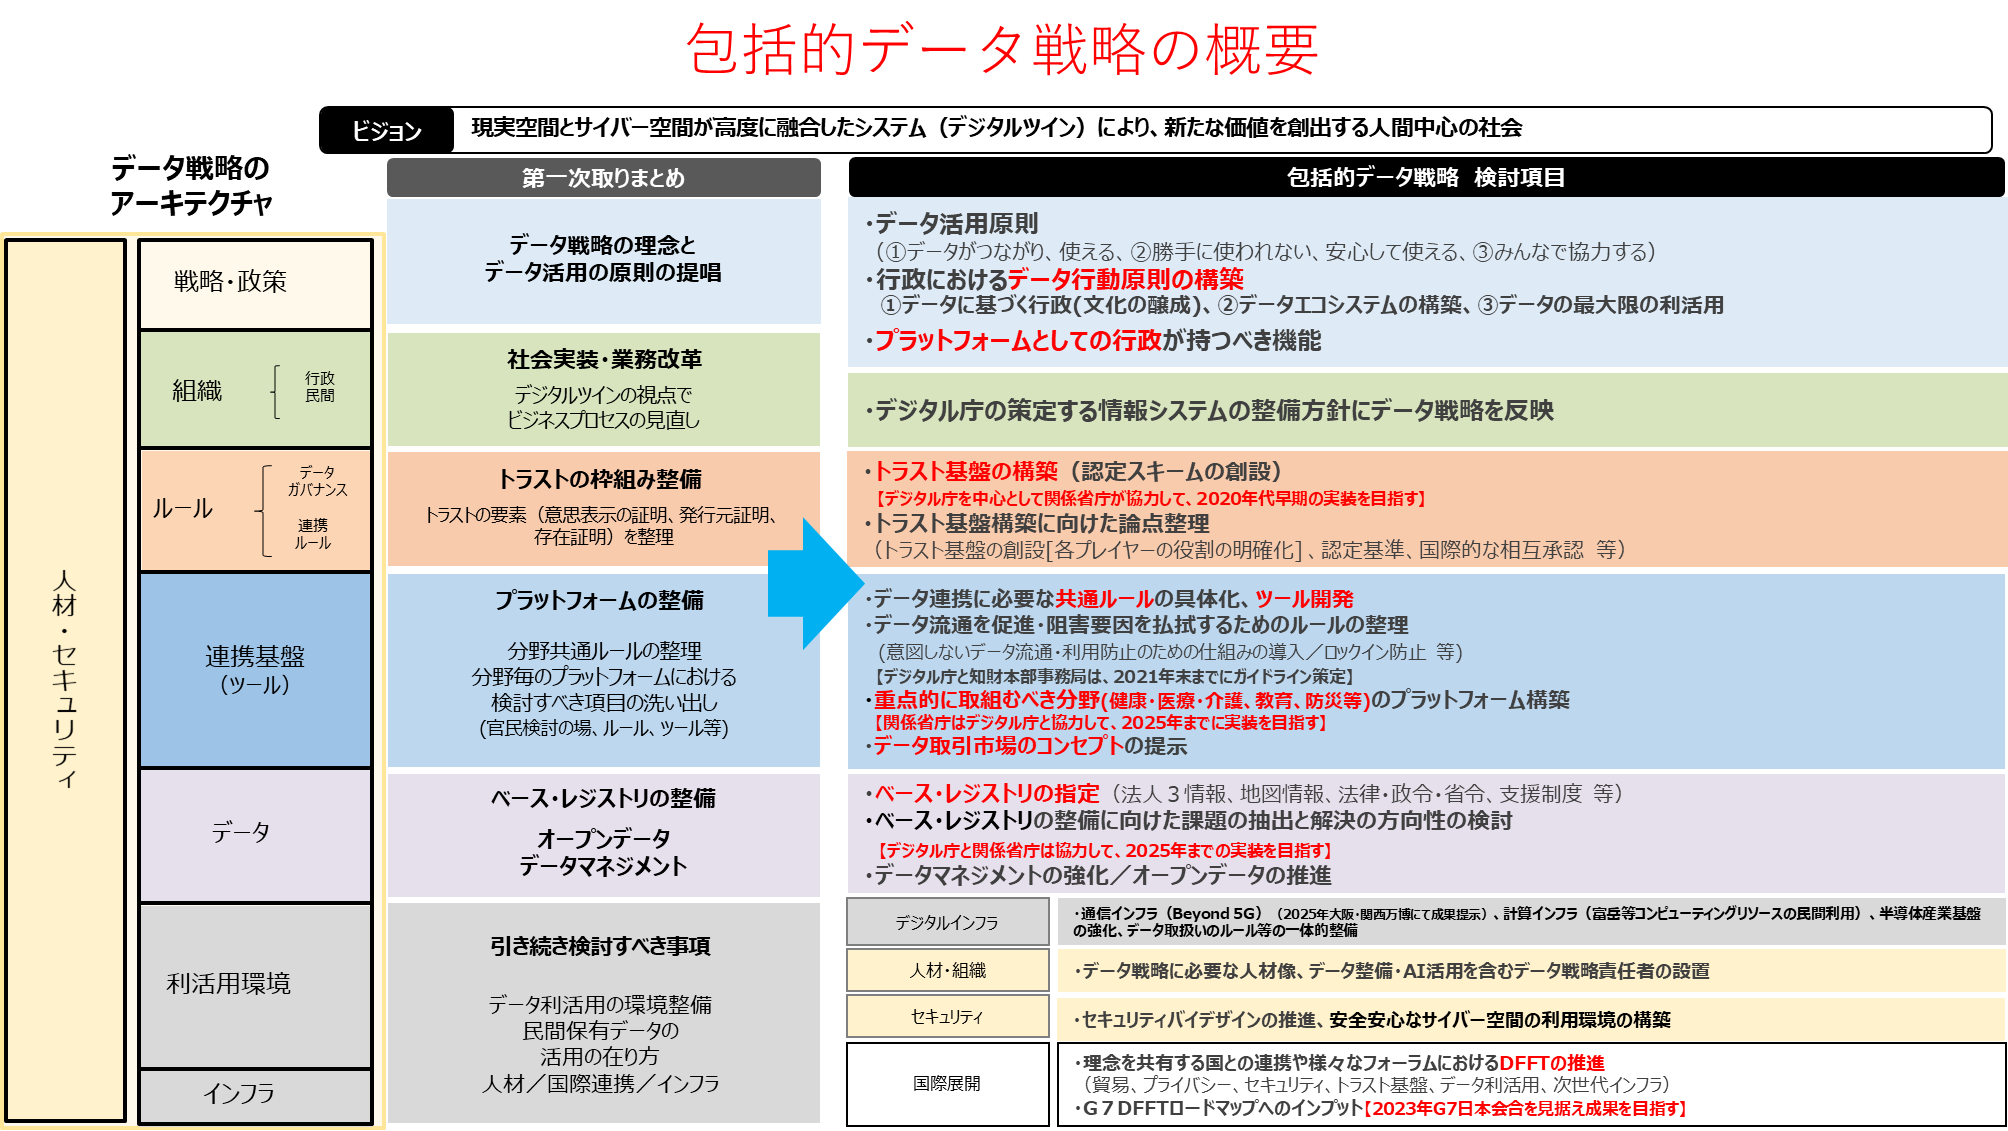 包括的データ戦略の概要
ビジョン
現実空間とサイバー空間が高度に融合したシステム（デジタルツイン）により、新たな価値を創出する人間中心の社会
データ戦略の
アーキテクチャ
人材・セキュリティ
戦略・政策
組織
行政
民間
ルール
データ
ガバナンス
連携
ルール
連携基盤
（ツール）
データ
利活用環境
インフラ
第一次取りまとめ
データ戦略の理念と
データ活用の原則の提唱
社会実装・業務改革
デジタルツインの視点で
ビジネスプロセスの見直し
トラストの枠組み整備
トラストの要素（意思表示の証明、発行元証明、
存在証明）を整理
プラットフォームの整備
分野共通ルールの整理
分野毎のプラットフォームにおける
検討すべき項目の洗い出し
(官民検討の場、ルール、ツール等)
ベース・レジストリの整備
オープンデータ
データマネジメント
引き続き検討すべき事項
データ利活用の環境整備
民間保有データの
活用の在り方
人材／国際連携／インフラ
包括的データ戦略 検討項目
・データ活用原則
（①データがつながり、使える、②勝手に使われない、安心して使える、③みんなで協力する）
・行政におけるデータ行動原則の構築
①データに基づく行政(文化の醸成)、②データエコシステムの構築、③データの最大限の利活用
・プラットフォームとしての行政が持つべき機能
・デジタル庁の策定する情報システムの整備方針にデータ戦略を反映
・トラスト基盤の構築（認定スキームの創設）
【デジタル庁を中心として関係省庁が協力して、2020年代早期の実装を目指す】
・トラスト基盤構築に向けた論点整理
（トラスト基盤の創設[各プレイヤーの役割の明確化] 、認定基準、国際的な相互承認 等）
・データ連携に必要な共通ルールの具体化、ツール開発
・データ流通を促進・阻害要因を払拭するためのルールの整理
(意図しないデータ流通・利用防止のための仕組みの導入／ロックイン防止 等)
【デジタル庁と知財本部事務局は、2021年末までにガイドライン策定】
・重点的に取組むべき分野(健康・医療・介護、教育、防災等)のプラットフォーム構築
【関係省庁はデジタル庁と協力して、2025年までに実装を目指す】
・データ取引市場のコンセプトの提示
・ベース・レジストリの指定（法人３情報、地図情報、法律・政令・省令、支援制度 等）
・ベース・レジストリの整備に向けた課題の抽出と解決の方向性の検討
【デジタル庁と関係省庁は協力して、2025年までの実装を目指す】
・データマネジメントの強化／オープンデータの推進
デジタルインフラ
・通信インフラ（Beyond 5G）（2025年大阪・関西万博にて成果提示）、計算インフラ（富岳等コンピューティングリソースの民間利用）、半導体産業基盤
の強化、データ取扱いのルール等の一体的整備
人材・組織
・データ戦略に必要な人材像、データ整備・AI活用を含むデータ戦略責任者の設置
セキュリティ
・セキュリティバイデザインの推進、安全安心なサイバー空間の利用環境の構築
国際展開
・理念を共有する国との連携や様々なフォーラムにおけるDFFTの推進
（貿易、プライバシー、セキュリティ、トラスト基盤、データ利活用、次世代インフラ）
・Ｇ７DFFTロードマップへのインプット【2023年G7日本会合を見据え成果を目指す】